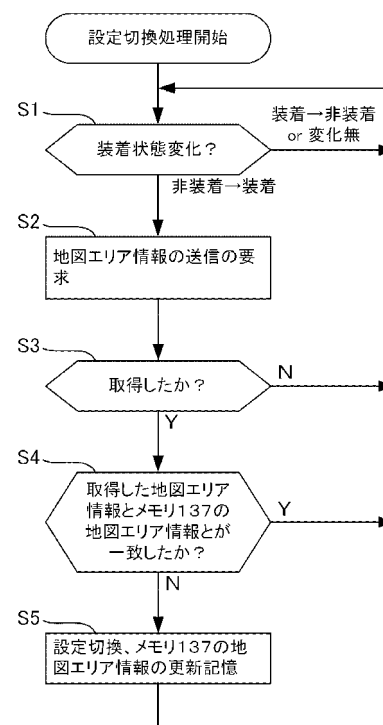 設定切換処理開始
S1
装着状態変化？
装着→非装着
or 変化無
非装着→装着
S2
地図エリア情報の送信の要
求
S3
取得したか？
N
Y
S4
取得した地図エリア
情報とメモリ１３７の
地図エリア情報とが
一致したか？
Y
N
S5
設定切換、メモリ１３７の地
図エリア情報の更新記憶